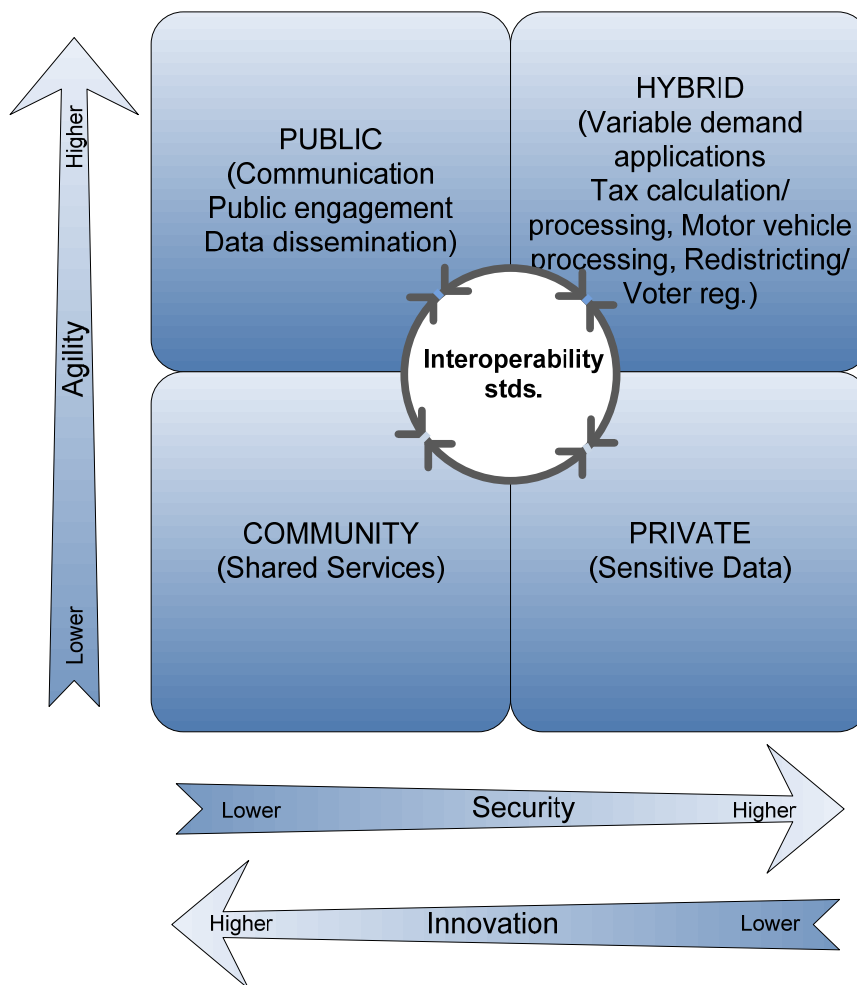 PUBLIC
(Communication
Public engagement
Data dissemination)
HYBRID
(Variable demand
applications
Tax calculation/
processing, Motor vehicle
processing, Redistricting/
Voter reg.)
Interoperability
stds.
COMMUNITY
(Shared Services)
PRIVATE
(Sensitive Data)
Higher
Agility
Lower
Lower
Security
Higher
Higher
Innovation
Lower